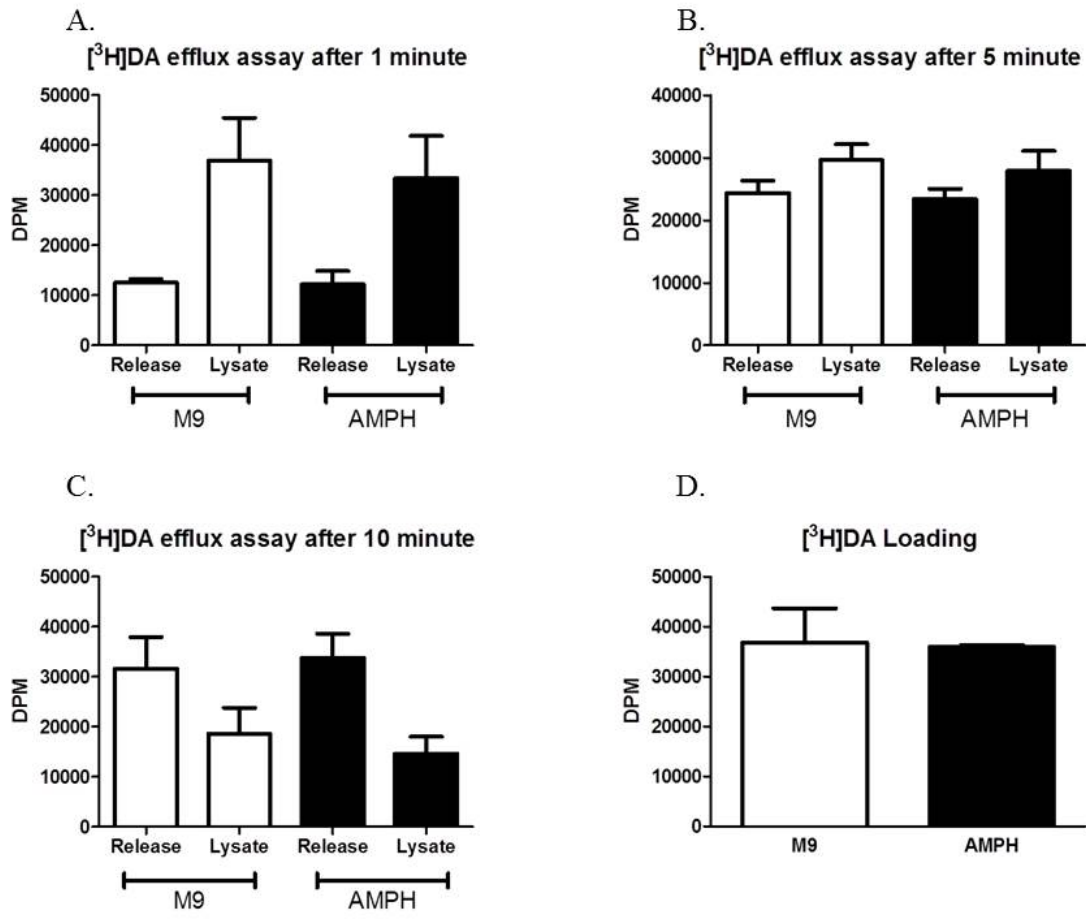 A.
[³H]DA efflux assay after 1 minute
50000
40000
30000
20000
10000
0
DPM
Release Lysate Release Lysate
M9 AMPH
B.
[³H]DA efflux assay after 5 minute
40000
30000
20000
10000
0
DPM
Release Lysate Release Lysate
M9 AMPH
C.
[³H]DA efflux assay after 10 minute
50000
40000
30000
20000
10000
0
DPM
Release Lysate Release Lysate
M9 AMPH
D.
[³H]DA Loading
50000
40000
30000
20000
10000
0
DPM
M9 AMPH